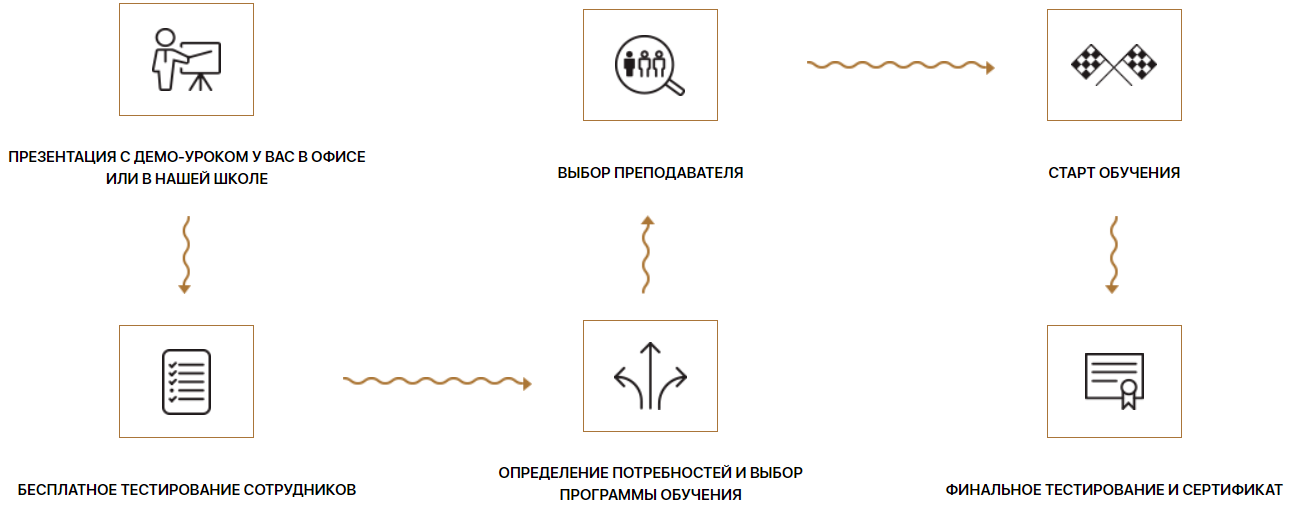 ПРЕЗЕНТАЦИЯ С ДЕМО-УРОКОМ У ВАС В ОФИСЕ
ИЛИ В НАШЕЙ ШКОЛЕ
ВЫБОР ПРЕПОДАВАТЕЛЯ
СТАРТ ОБУЧЕНИЯ
БЕСПЛАТНОЕ ТЕСТИРОВАНИЕ СОТРУДНИКОВ
ОПРЕДЕЛЕНИЕ ПОТРЕБНОСТЕЙ И ВЫБОР
ПРОГРАММЫ ОБУЧЕНИЯ
ФИНАЛЬНОЕ ТЕСТИРОВАНИЕ И СЕРТИФИКАТ